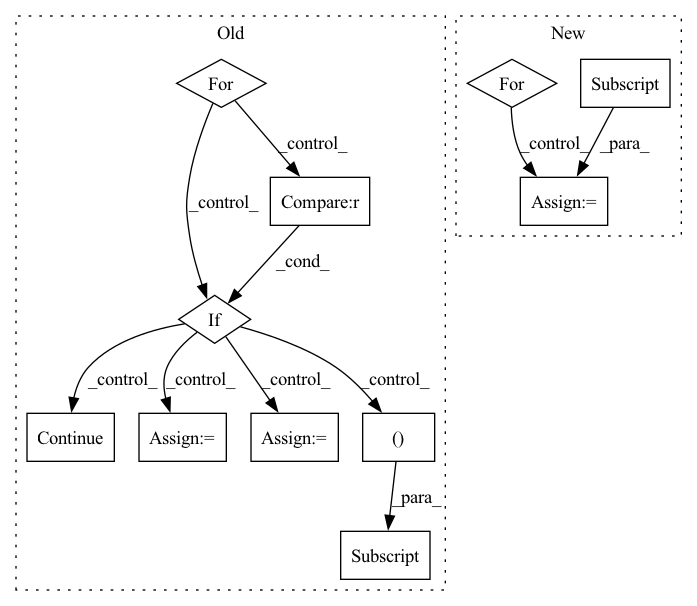 Old
New
For
For
Subscript
_control_
_control_
_para_
_control_
Compare:r
Assign:=
_cond_
If
_control_
_control_
_control_
_control_
Continue
Assign:=
Assign:=
()
_para_
Subscript